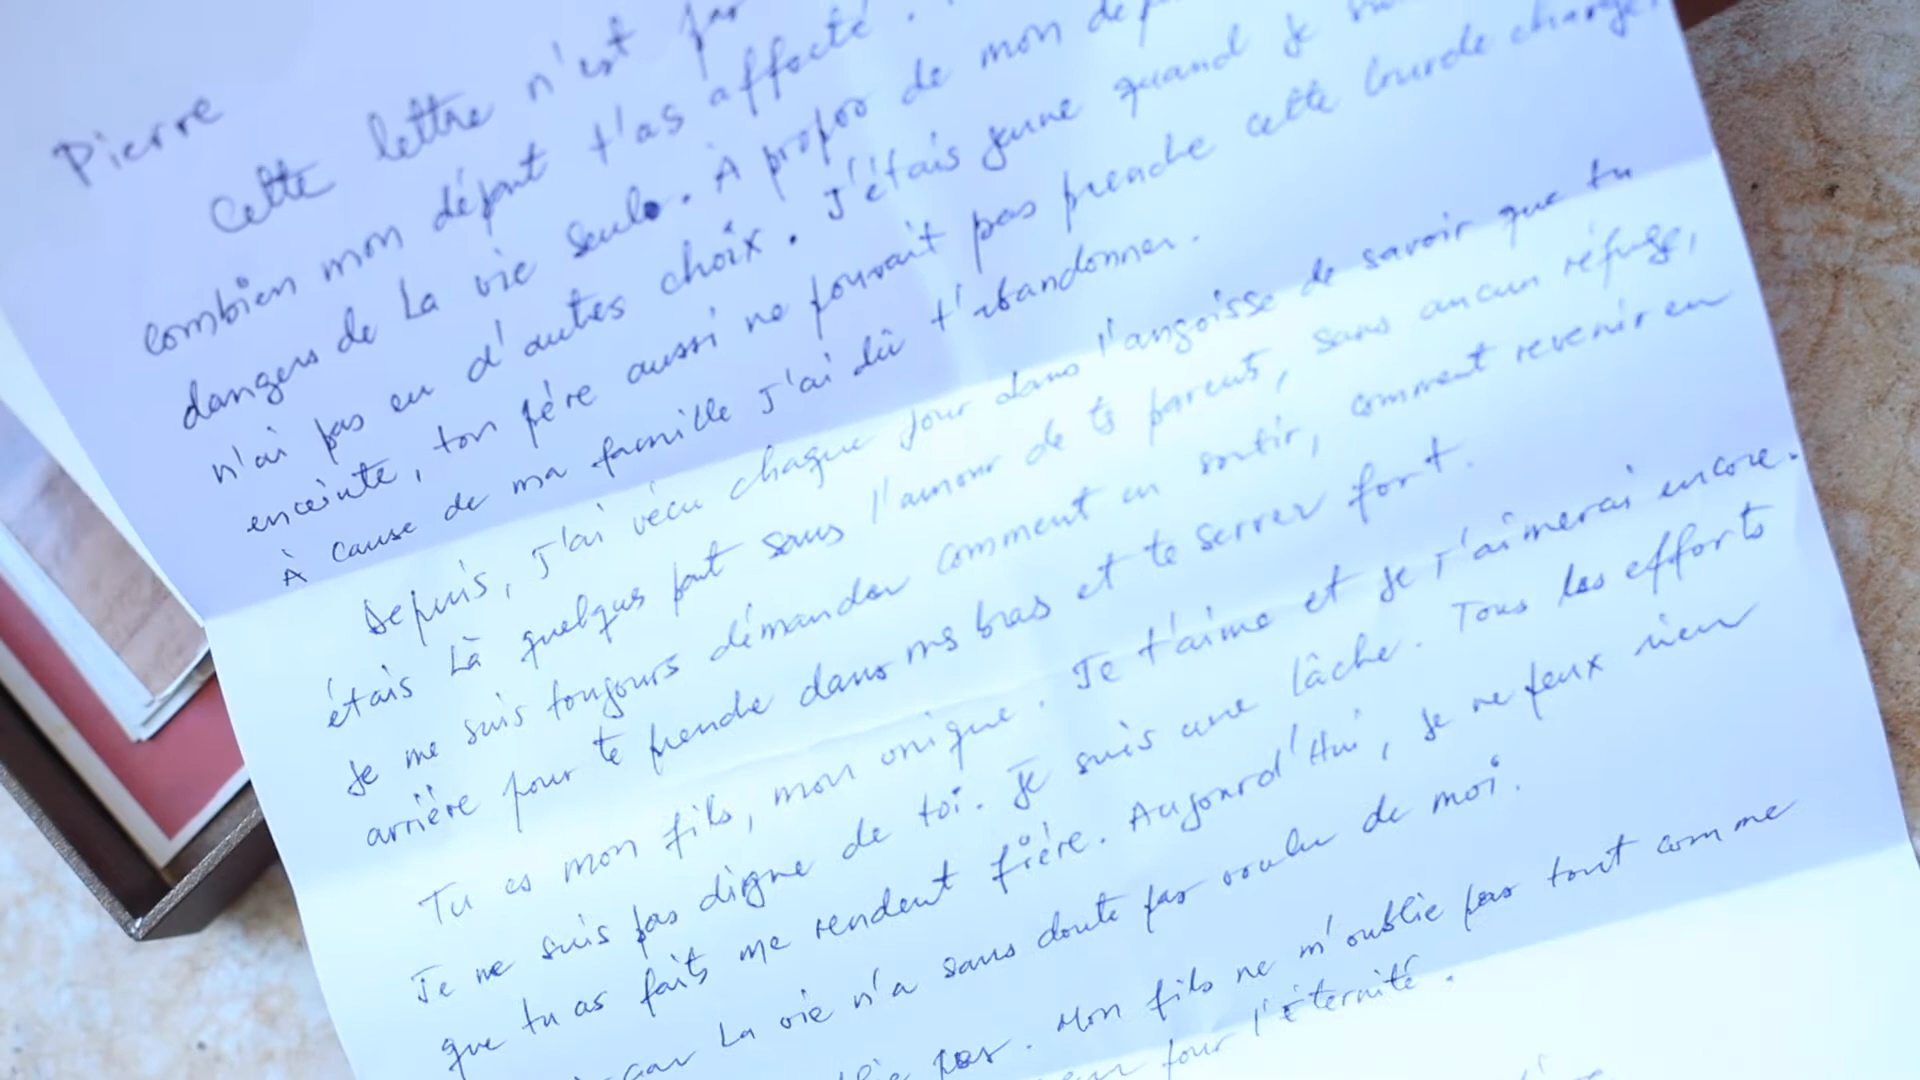 Pierre
Cette lettre n'est pas
combien mon départ t'as affecté.
dangers de La vie seul. À propos de mon
n'ai pas eu d'autres choix. J'étais jeune quand je
enceinte, ton père aussi ne pouvait pas prendre cette lourde charge.
À cause de ma famille J'ai dû t'abandonner.
Depuis, J'ai vécu chaque jour dans l'angoisse de savoir que tu
étais Là quelques part sans l'amour de ts parents, sans aucun réfuge,
Je me suis toujours démander comment en sortir, comment revenir en
arrière pour te prendre dans ms bras et te serrer fort.
Tu es mon fils, mon unique. Je t'aime et je t'aimerai encore.
Je ne suis pas digne de toi. Je suis une lâche. Tous les efforts
que tu as faits me rendent fière. Aujourd'Hui, Je ne peux rien
car La vie n'a sans doute pas voulu de moi.
pas. Mon fils ne m'oublie pas tout comme
pour l'éternité.